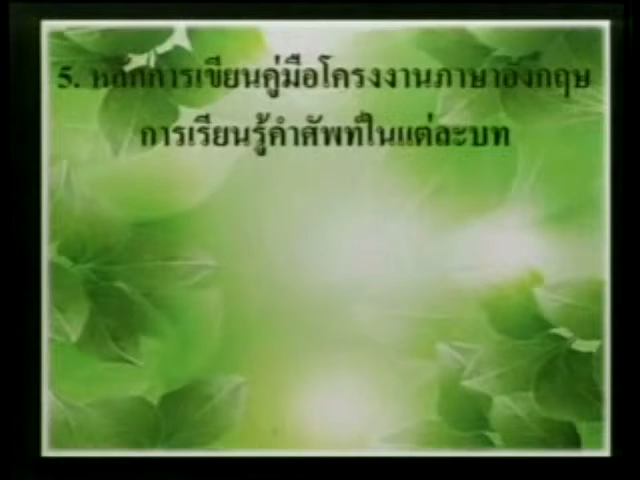 5. หลักการเขียนคู่มือโครงงานภาษาอังกฤษ
การเรียนรู้คำศัพท์ในแต่ละบท